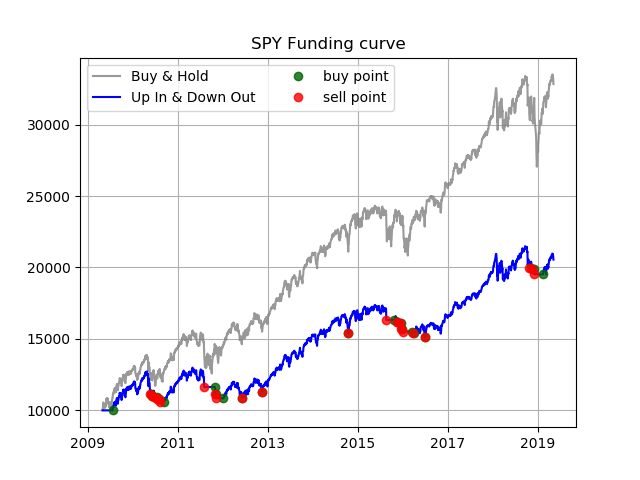 SPY Funding curve
Buy & Hold
Up In & Down Out
buy point
sell point
30000
25000
20000
15000
10000
2009 2011 2013 2015 2017 2019